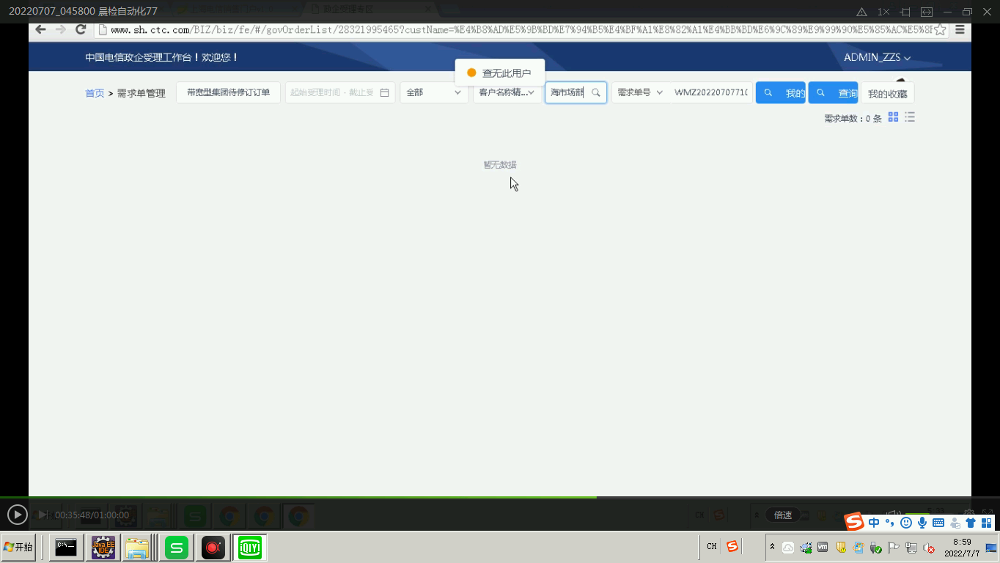 20220707_045800 晨检自动化77
1×
www.sh.ctc.com/BIZ/biz/fe/#/govOrderList/28321995465?custName=%E4%B8%AD%E5%9B%BD%E7%94%B5%E4%BF%A1%E8%82%A1%E4%BB%BD%E6%9C%89%E9%99%90%E5%85%AC%E5%8F
中国电信政企受理工作台！欢迎您！
ADMIN_ZZS
查无此用户
首页 > 需求单管理
带宽型集团待修订订单
起始受理时间 - 截止受
全部
客户名称精...
海市场部
需求单号
WMZ2022070771(
我的
查询
我的收藏
需求单数：0 条
暂无数据
00:35:48/01:00:00
倍速
中
开始
C:\_
Java EE
IDE
S
QIY
CH
S
vm
8:59
2022/7/7